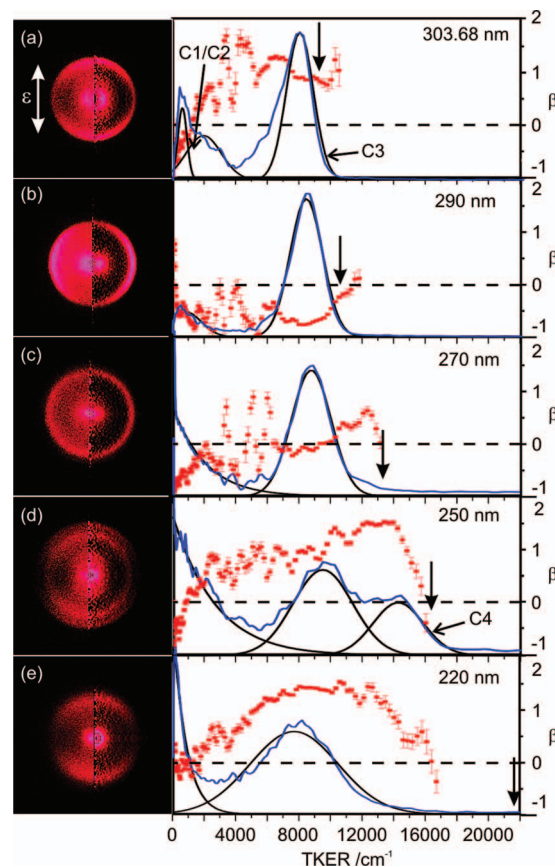 (a)
ε
C1/C2
303.68 nm
C3
2
1
0
-1
β
(b)
290 nm
2
1
0
-1
β
(c)
270 nm
2
1
0
-1
β
(d)
250 nm
C4
2
1
0
-1
β
(e)
220 nm
2
1
0
-1
β
0 4000 8000 12000 16000 20000
TKER /cm⁻¹